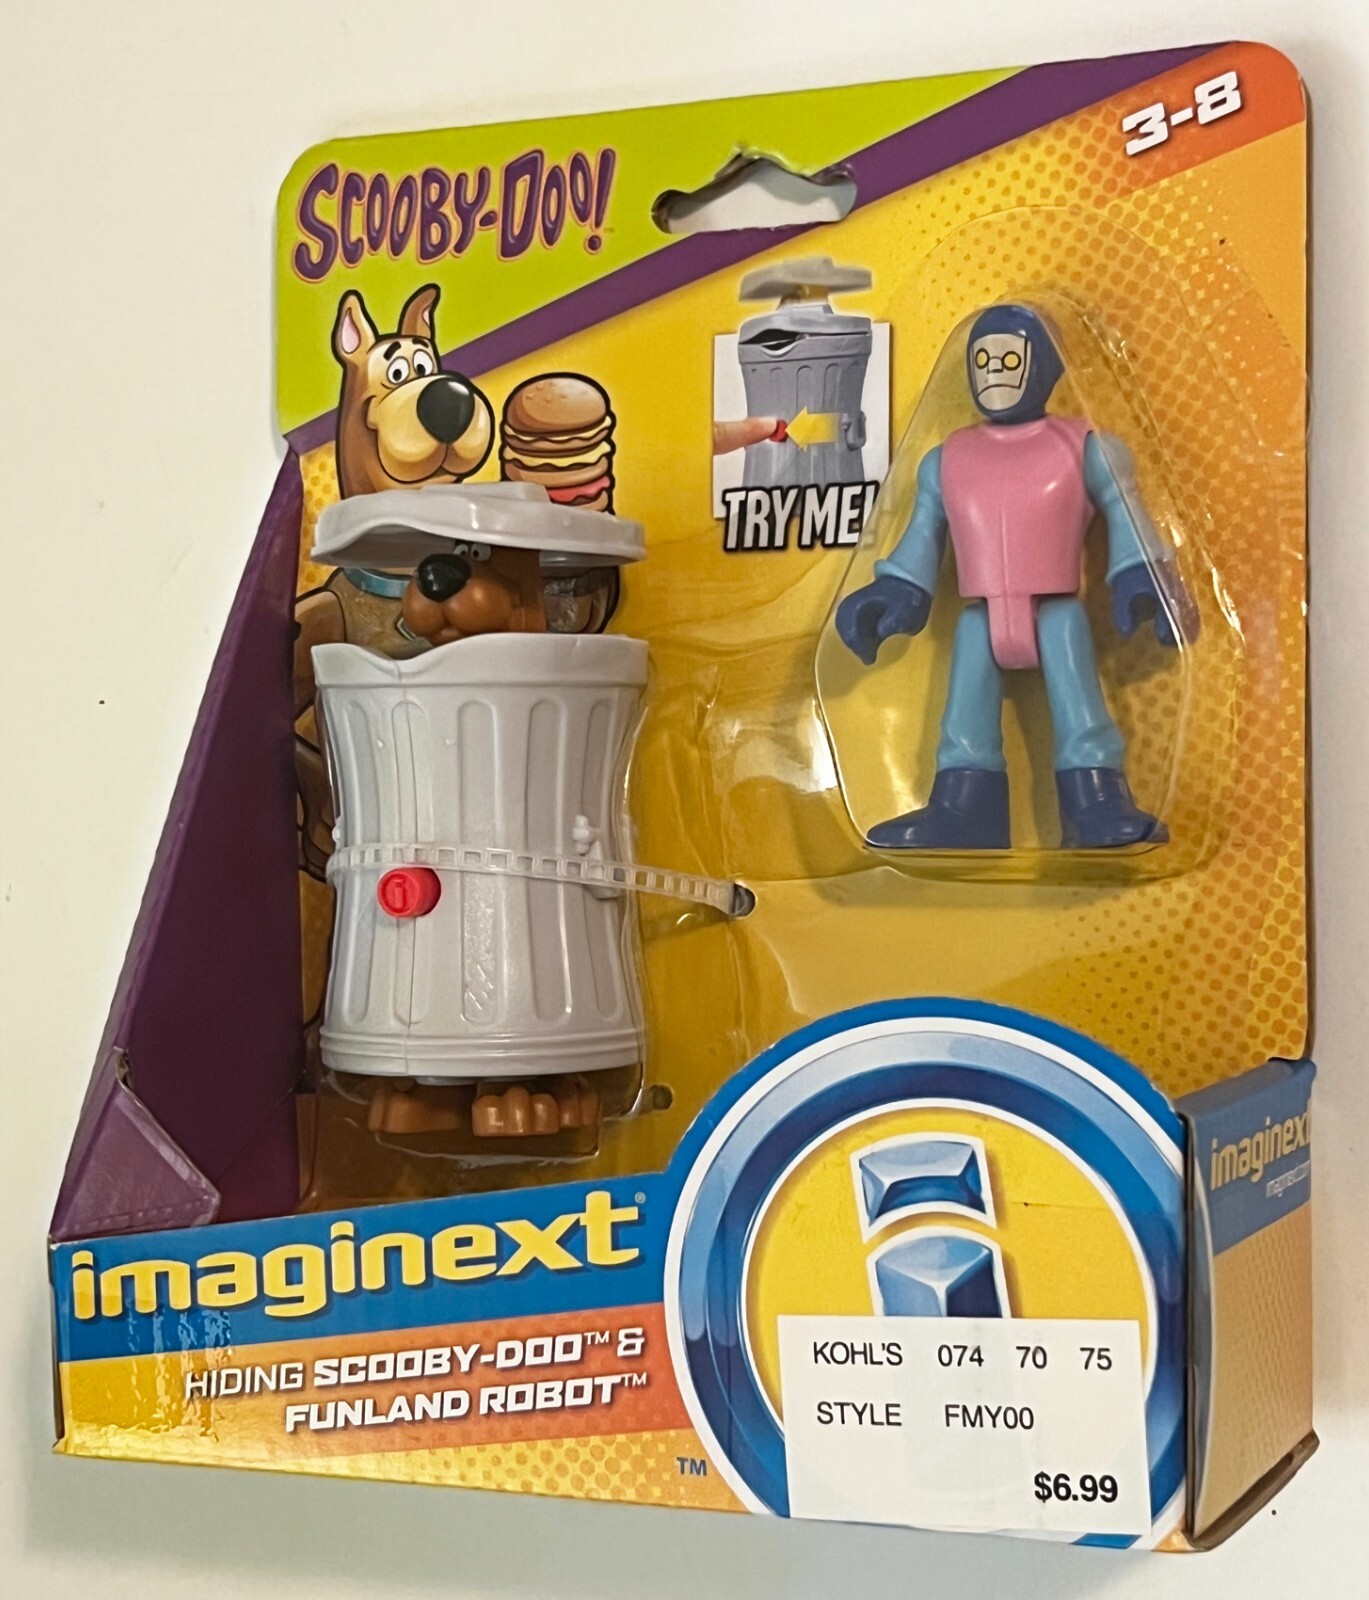 3-8
SCOOBY-DOO!
TRY ME!
imaginext
imaginext®
HIDING SCOOBY-DOO™ &
FUNLAND ROBOT™
TM
KOHL'S 074 70 75
STYLE FMY00
$6.99